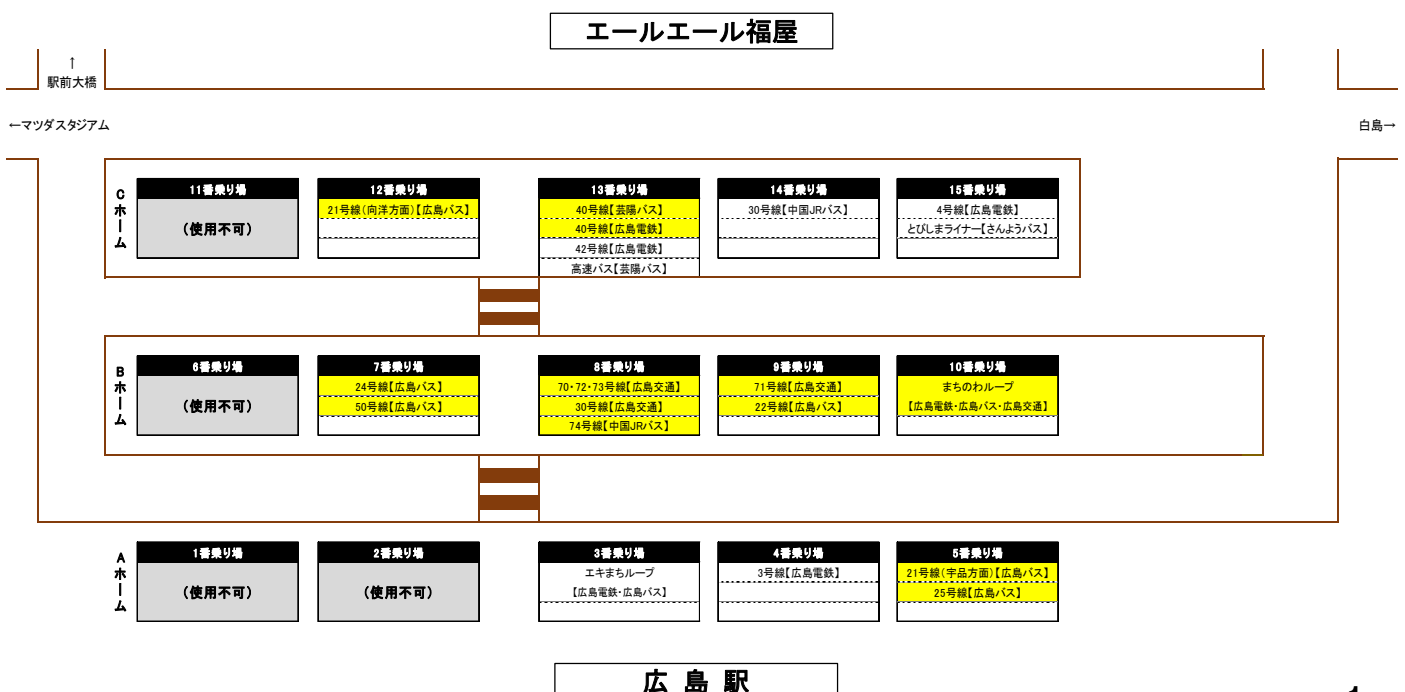 エールエール福屋
↑
駅前大橋
←マツダスタジアム
白島→
Cホーム
11番乗り場
(使用不可)
12番乗り場
21号線(向洋方面)【広島バス】
13番乗り場
40号線【芸陽バス】
40号線【広島電鉄】
42号線【広島電鉄】
高速バス【芸陽バス】
14番乗り場
30号線【中国JRバス】
15番乗り場
4号線【広島電鉄】
とびしまライナー【さんようバス】
Bホーム
6番乗り場
(使用不可)
7番乗り場
24号線【広島バス】
50号線【広島バス】
8番乗り場
70・72・73号線【広島交通】
30号線【広島交通】
74号線【中国JRバス】
9番乗り場
71号線【広島交通】
22号線【広島バス】
10番乗り場
まちのわループ
【広島電鉄・広島バス・広島交通】
Aホーム
1番乗り場
(使用不可)
2番乗り場
(使用不可)
3番乗り場
エキまちループ
【広島電鉄・広島バス】
4番乗り場
3号線【広島電鉄】
5番乗り場
21号線(宇品方面)【広島バス】
25号線【広島バス】
広島駅